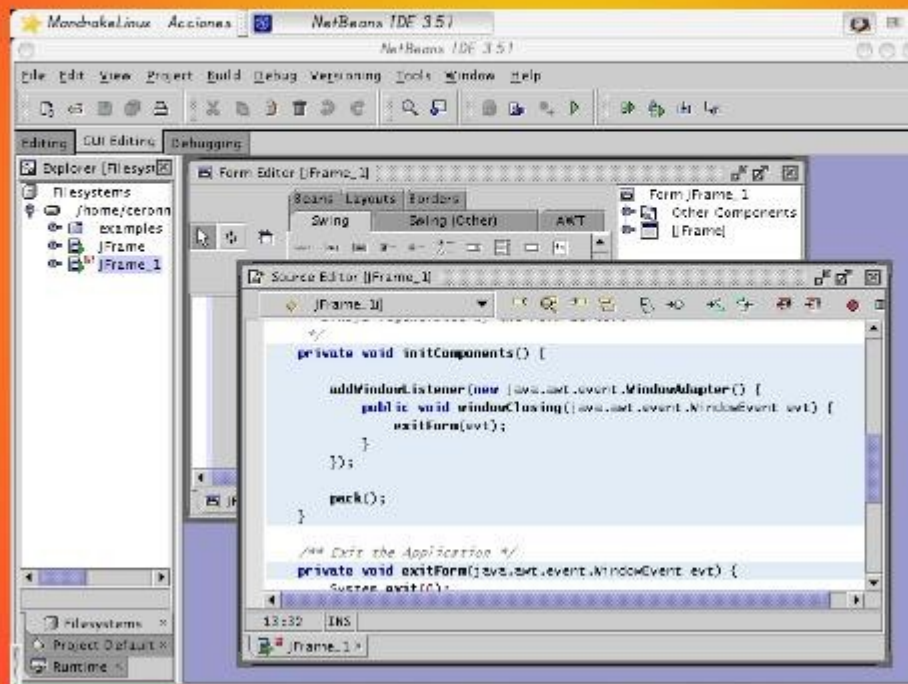 MandrakeLinux Acciones NetBeans IDE 3.5.1
NetBeans IDE 3.5.1
File Edit View Project Build Debug Versioning Tools Window Help
Editing GUI Editing Debugging
Explorer [Filesyst
Filesystems
/home/ceronn
examples
JFrame
JFrame_1
Form Editor [JFrame_1]
Beans Layouts Borders
Swing Swing (Other) AWT
Form JFrame_1
Other Components
[JFrame]
Source Editor [JFrame_1]
JFrame_1()
*/
private void initComponents() {
addWindowListener(new java.awt.event.WindowAdapter() {
public void windowClosing(java.awt.event.WindowEvent evt) {
exitForm(evt);
}
});
pack();
}
/** Exit the Application */
private void exitForm(java.awt.event.WindowEvent evt) {
System.exit(0);
13:32 INS
JFrame_1
Filesystems
Project Default
Runtime